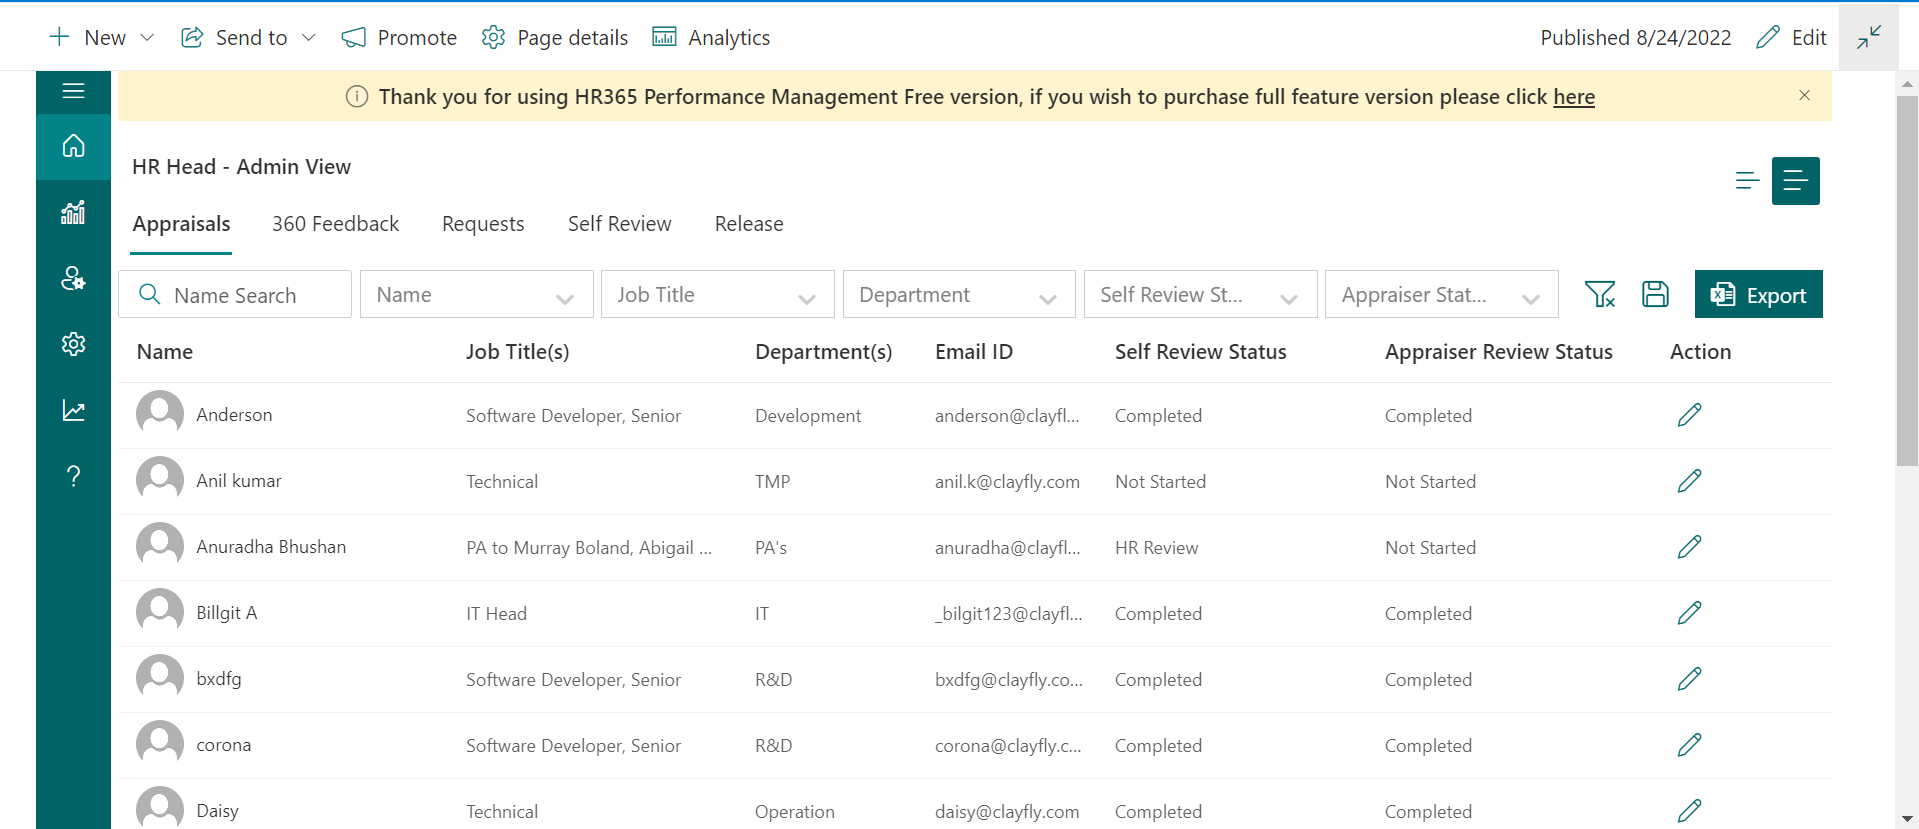 New Send to Promote Page details Analytics Published 8/24/2022 Edit
Thank you for using HR365 Performance Management Free version, if you wish to purchase full feature version please click here
HR Head - Admin View
Appraisals 360 Feedback Requests Self Review Release
Name Search Name Job Title Department Self Review St... Appraiser Stat... Export
Name Job Title(s) Department(s) Email ID Self Review Status Appraiser Review Status Action
Anderson Software Developer, Senior Development anderson@clayfl... Completed Completed
Anil kumar Technical TMP anil.k@clayfly.com Not Started Not Started
Anuradha Bhushan PA to Murray Boland, Abigail ... PA's anuradha@clayfl... HR Review Not Started
Billgit A IT Head IT _bilgit123@clayfl... Completed Completed
bxdfg Software Developer, Senior R&D bxdfg@clayfly.co... Completed Completed
corona Software Developer, Senior R&D corona@clayfly.c... Completed Completed
Daisy Technical Operation daisy@clayfly.com Completed Completed